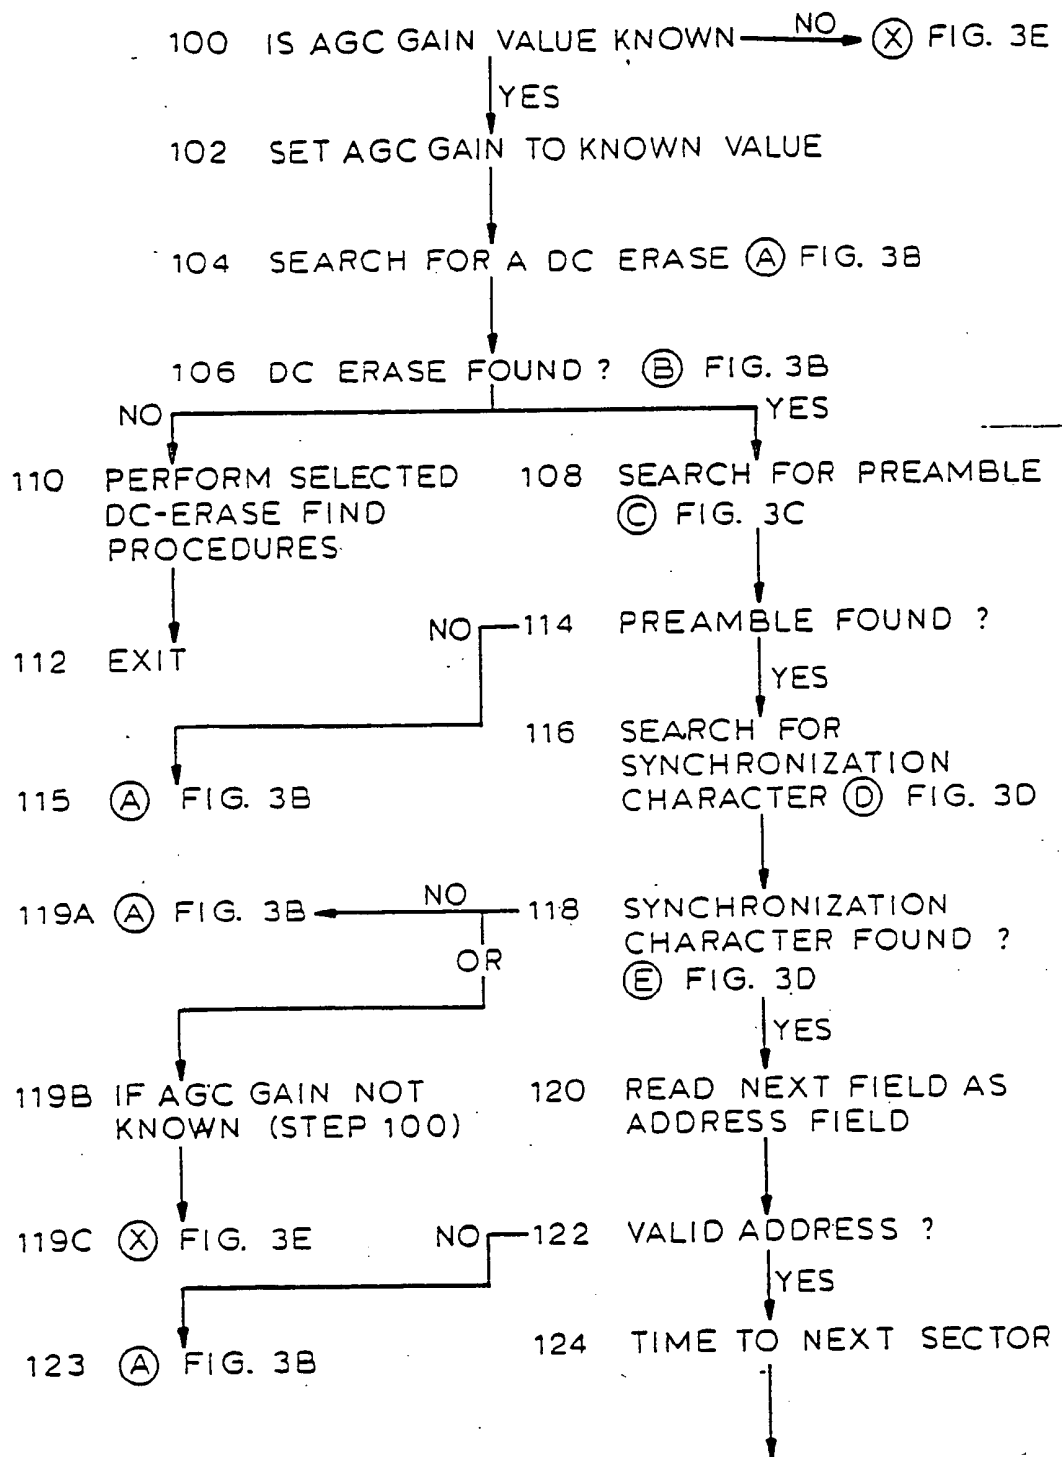 100 IS AGC GAIN VALUE KNOWN NO X FIG. 3E
YES
102 SET AGC GAIN TO KNOWN VALUE
104 SEARCH FOR A DC ERASE A FIG. 3B
106 DC ERASE FOUND ? B FIG. 3B
NO YES
110 PERFORM SELECTED
DC-ERASE FIND
PROCEDURES
108 SEARCH FOR PREAMBLE
C FIG. 3C
112 EXIT
NO 114 PREAMBLE FOUND ?
YES
115 A FIG. 3B
116 SEARCH FOR
SYNCHRONIZATION
CHARACTER D FIG. 3D
119A A FIG. 3B NO 118 SYNCHRONIZATION
CHARACTER FOUND ?
E FIG. 3D
OR
YES
119B IF AGC GAIN NOT
KNOWN (STEP 100)
120 READ NEXT FIELD AS
ADDRESS FIELD
119C X FIG. 3E
NO 122 VALID ADDRESS ?
YES
123 A FIG. 3B
124 TIME TO NEXT SECTOR